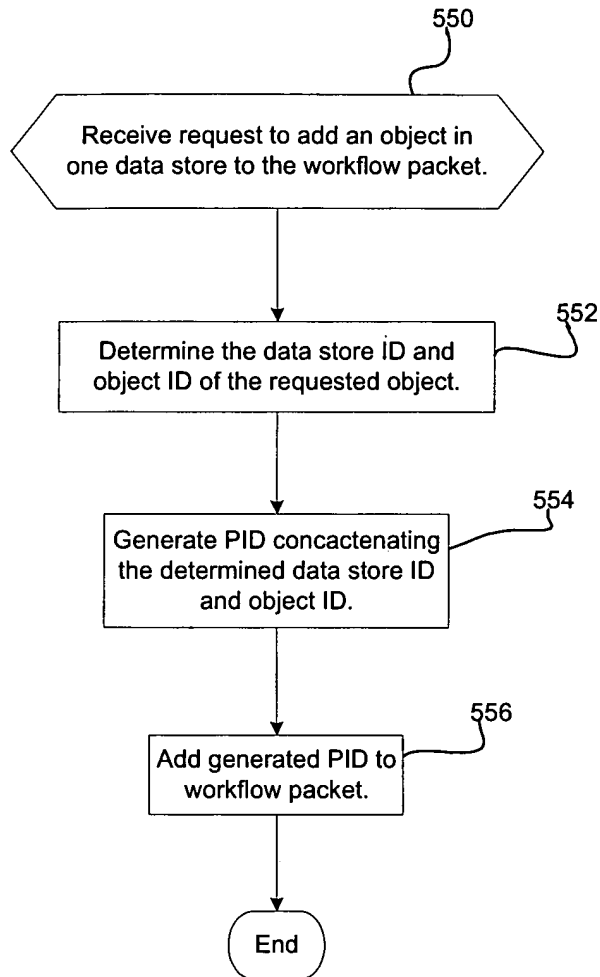 550
Receive request to add an object in
one data store to the workflow packet.
552
Determine the data store ID and
object ID of the requested object.
554
Generate PID concactenating
the determined data store ID
and object ID.
556
Add generated PID to
workflow packet.
End